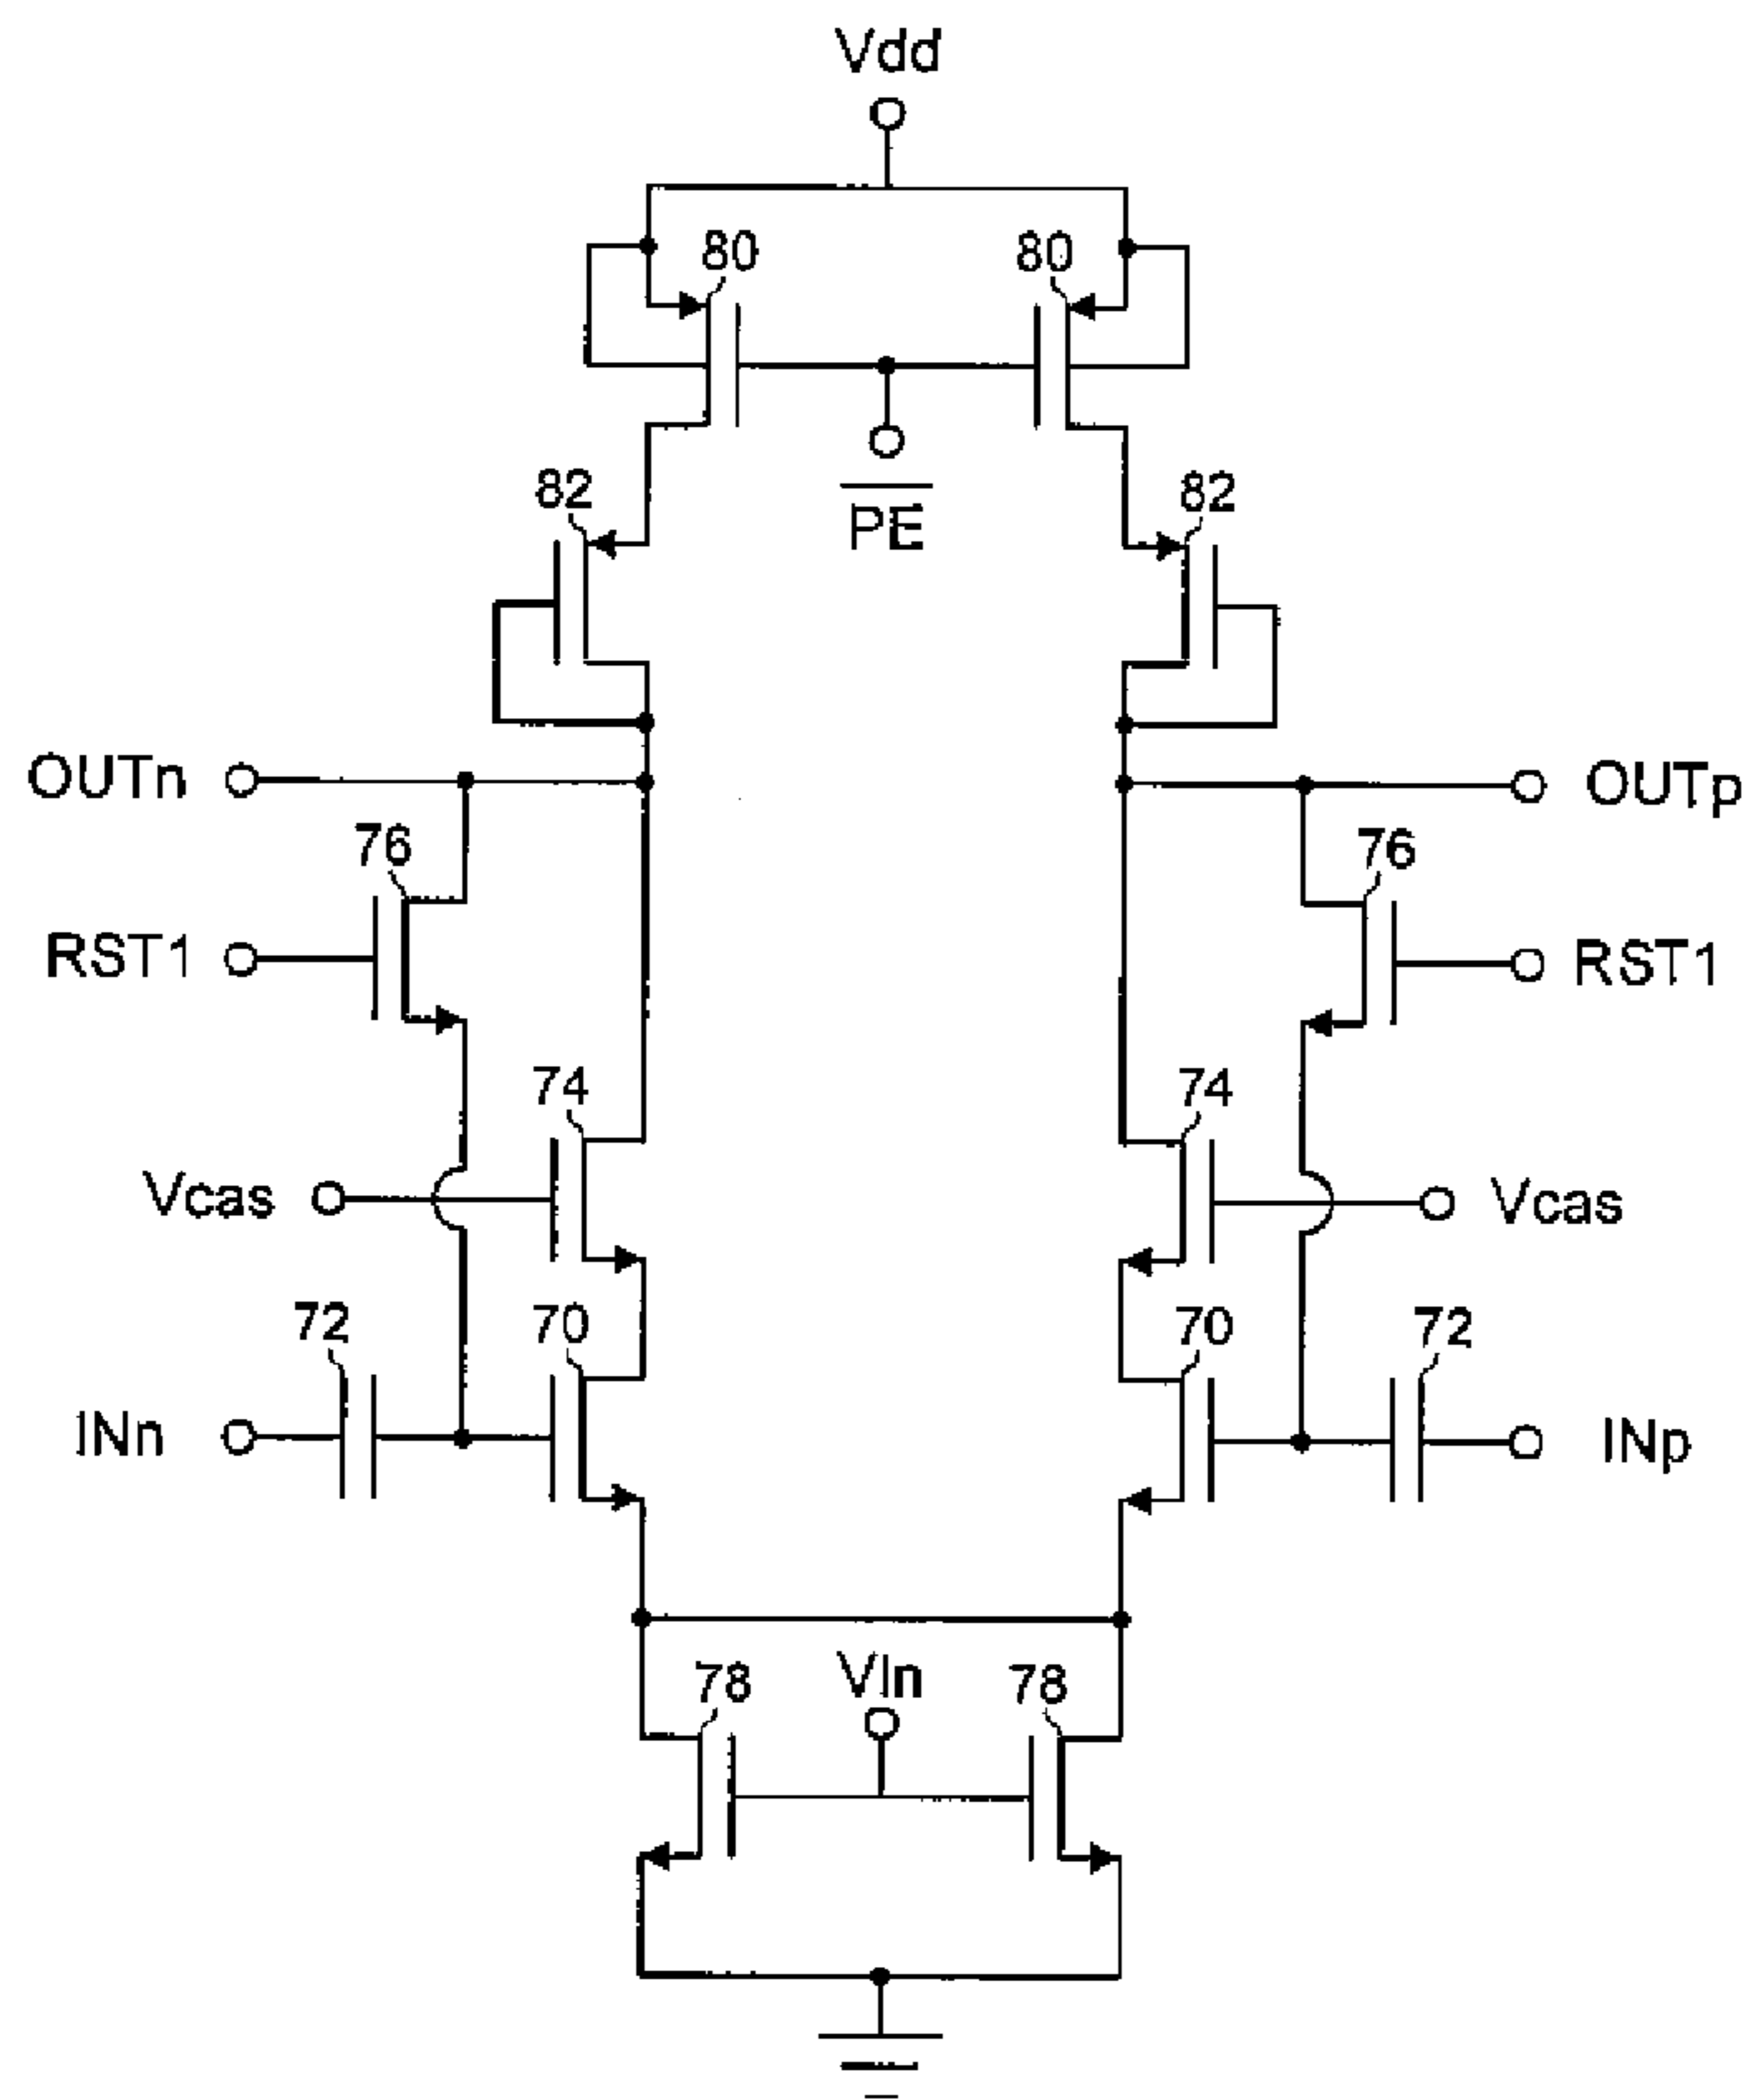 Vdd
80 80
82 82
PE
OUTn OUTp
76 76
RST1 RST1
74 74
Vcas Vcas
72 70 70 72
INn INp
78 VIn 78